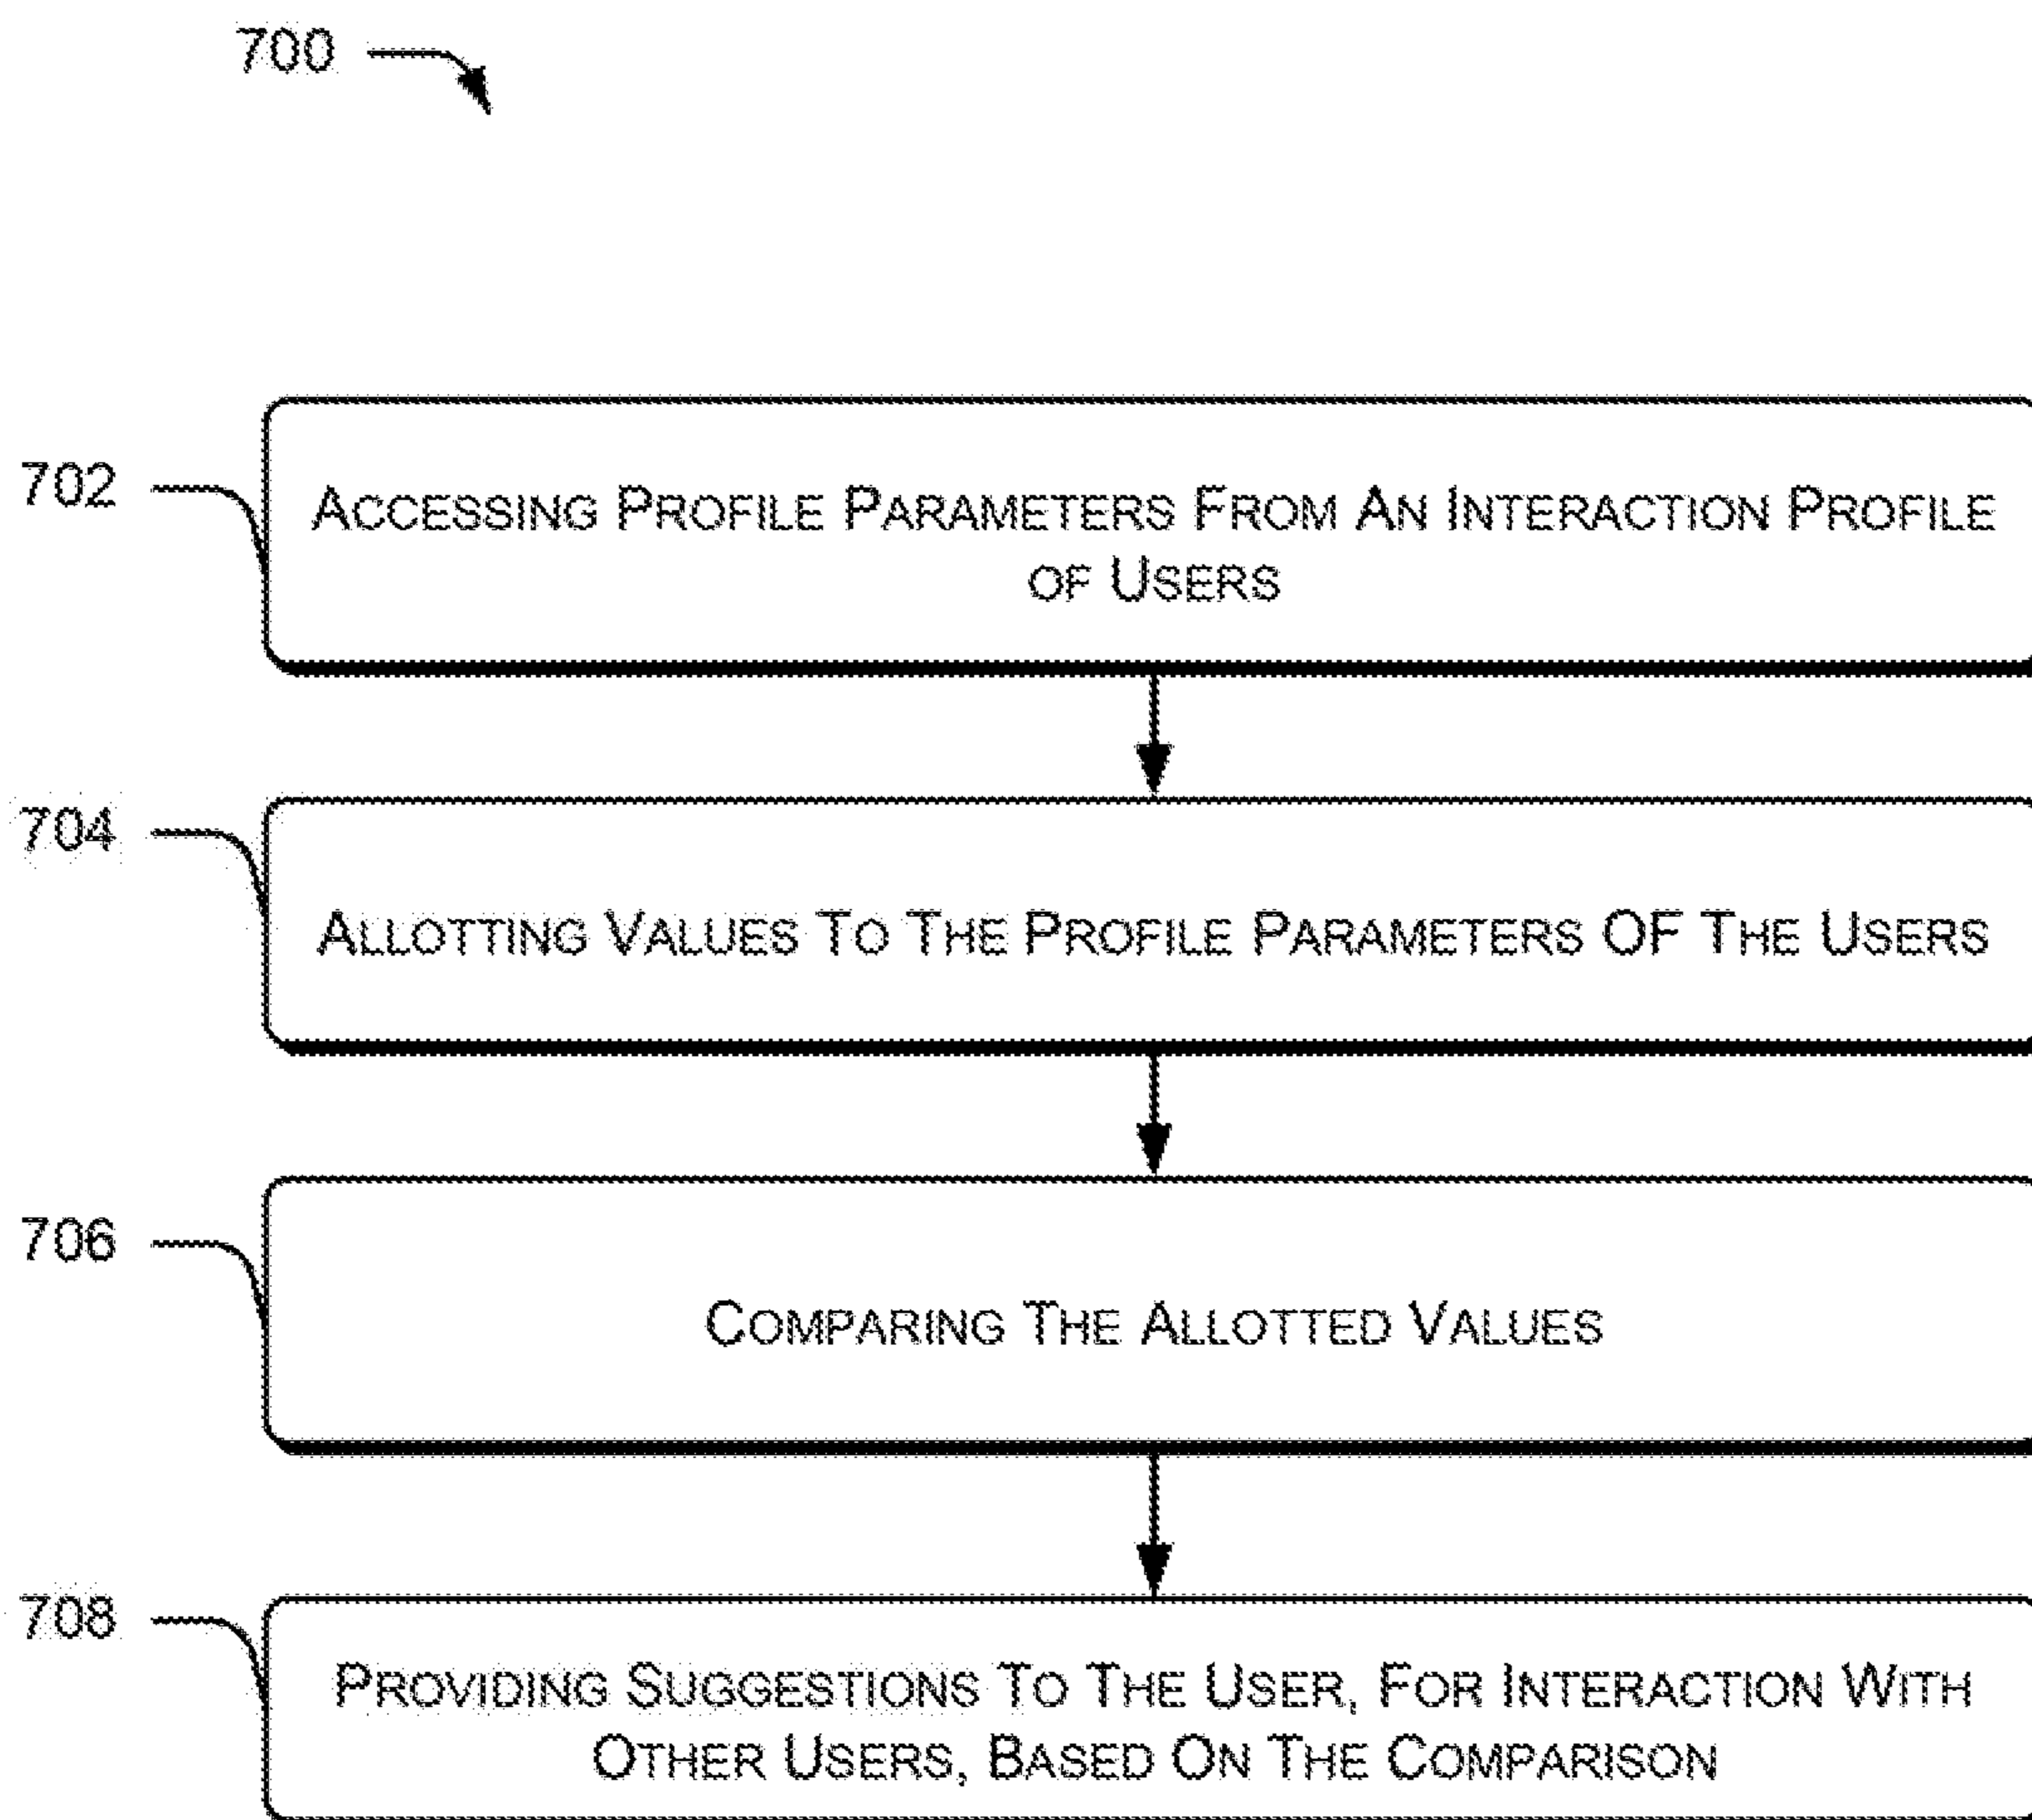 700
702
ACCESSING PROFILE PARAMETERS FROM AN INTERACTION PROFILE
OF USERS
704
ALLOTTING VALUES TO THE PROFILE PARAMETERS OF THE USERS
706
COMPARING THE ALLOTTED VALUES
708
PROVIDING SUGGESTIONS TO THE USER, FOR INTERACTION WITH
OTHER USERS, BASED ON THE COMPARISON